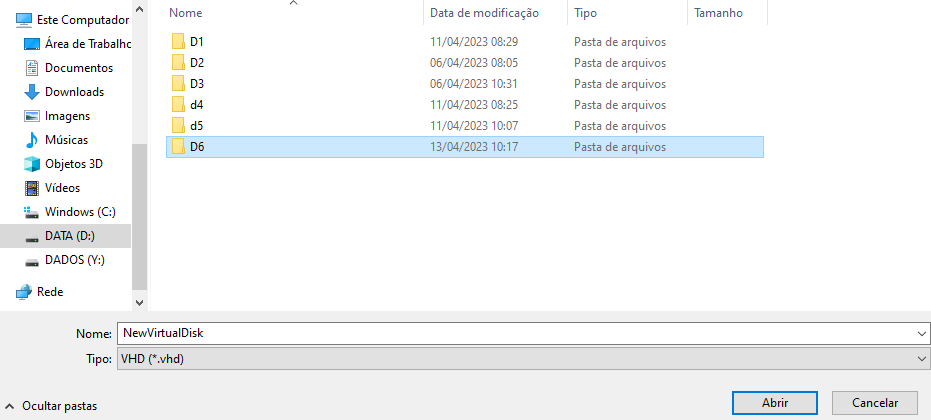 Este Computador
Área de Trabalho
Documentos
Downloads
Imagens
Músicas
Objetos 3D
Vídeos
Windows (C:)
DATA (D:)
DADOS (Y:)
Rede
Nome Data de modificação Tipo Tamanho
D1 11/04/2023 08:29 Pasta de arquivos
D2 06/04/2023 08:05 Pasta de arquivos
D3 06/04/2023 10:31 Pasta de arquivos
d4 11/04/2023 08:25 Pasta de arquivos
d5 11/04/2023 10:07 Pasta de arquivos
D6 13/04/2023 10:17 Pasta de arquivos
Nome: NewVirtualDisk
Tipo: VHD (*.vhd)
Ocultar pastas Abrir Cancelar